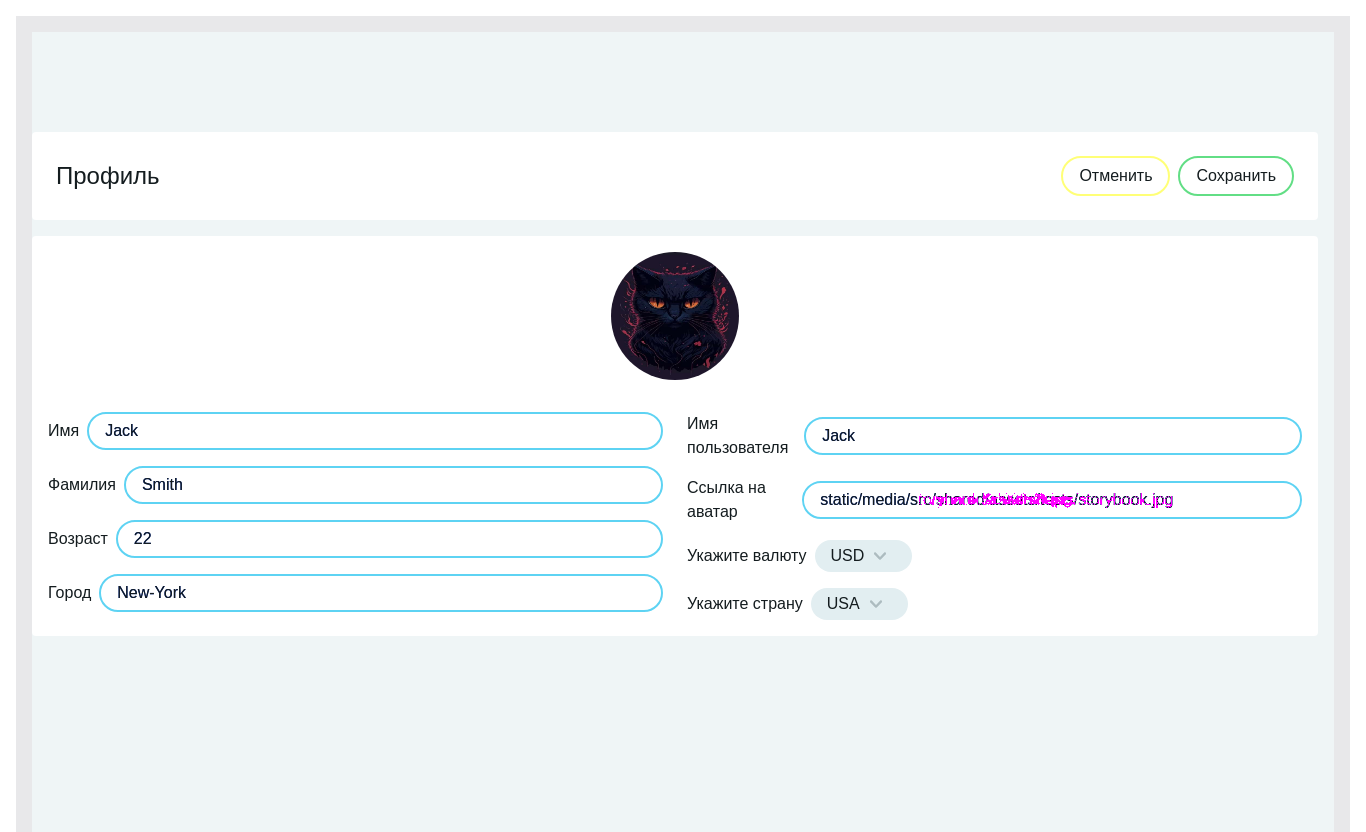 Профиль
Отменить
Сохранить
Имя
Jack
Фамилия
Smith
Возраст
22
Город
New-York
Имя
пользователя
Jack
Ссылка на
аватар
static/media/src/shared/assets/tests/storybook.jpg
Укажите валюту
USD
Укажите страну
USA